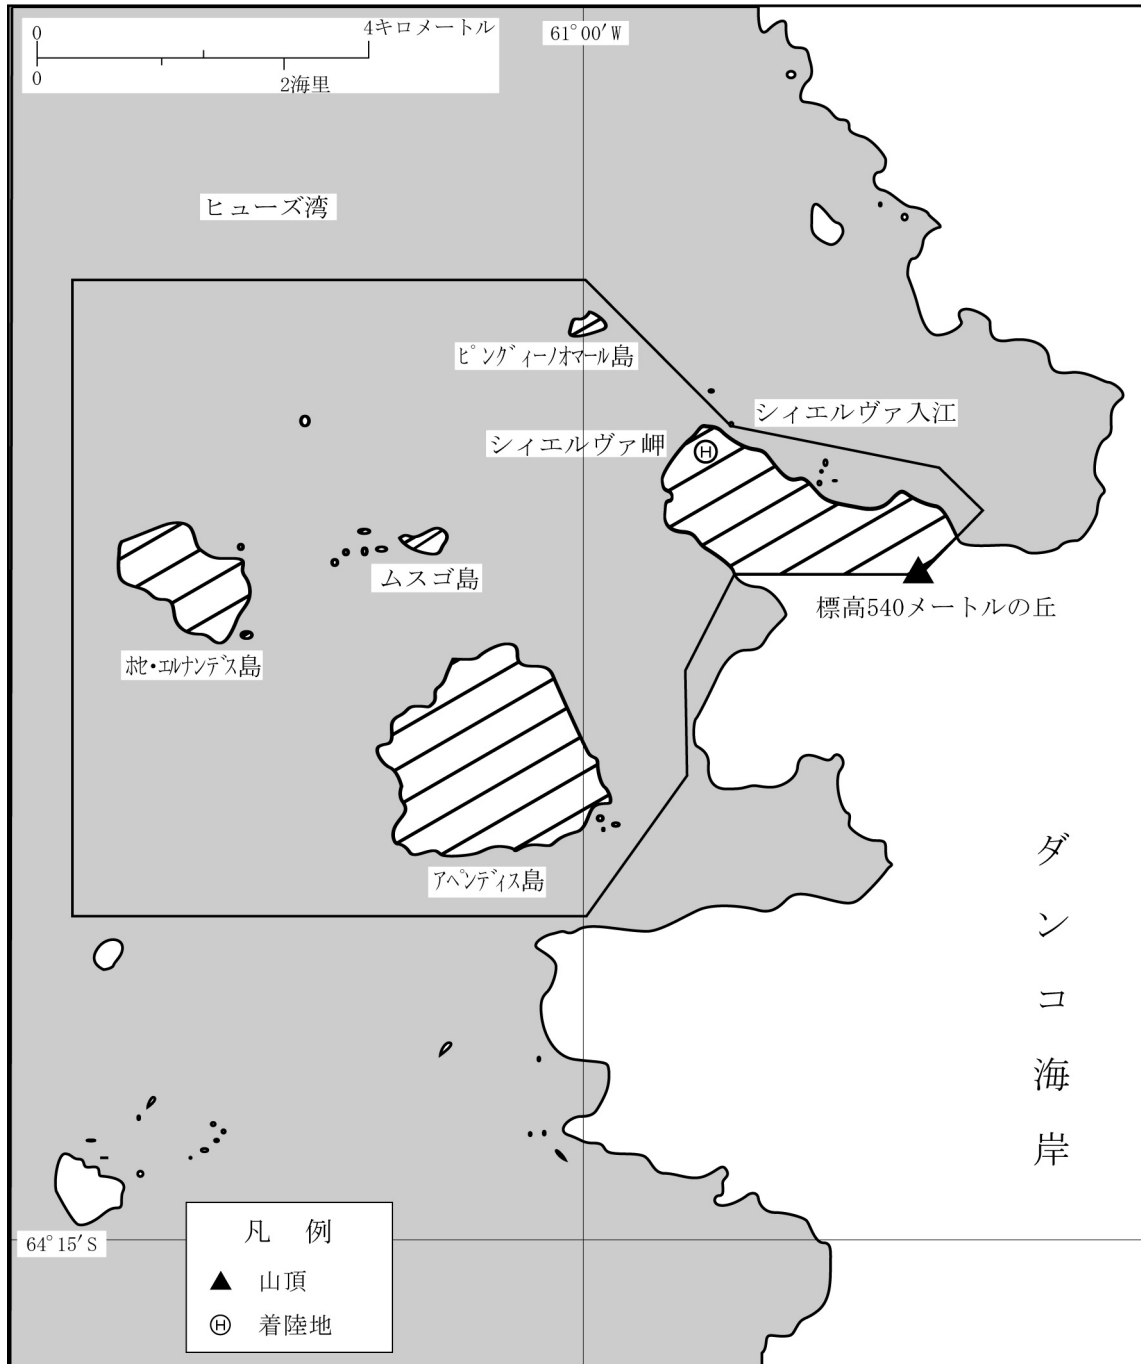 0
4キロメートル
0
2海里
61°00′W
ヒューズ湾
ピングィーノオマール島
シィエルヴァ入江
シィエルヴァ岬
H
ムスゴ島
標高540メートルの丘
ホセ・エルナンデス島
アペンディス島
ダンコ海岸
64°15′S
凡 例
▲ 山頂
Ⓗ 着陸地